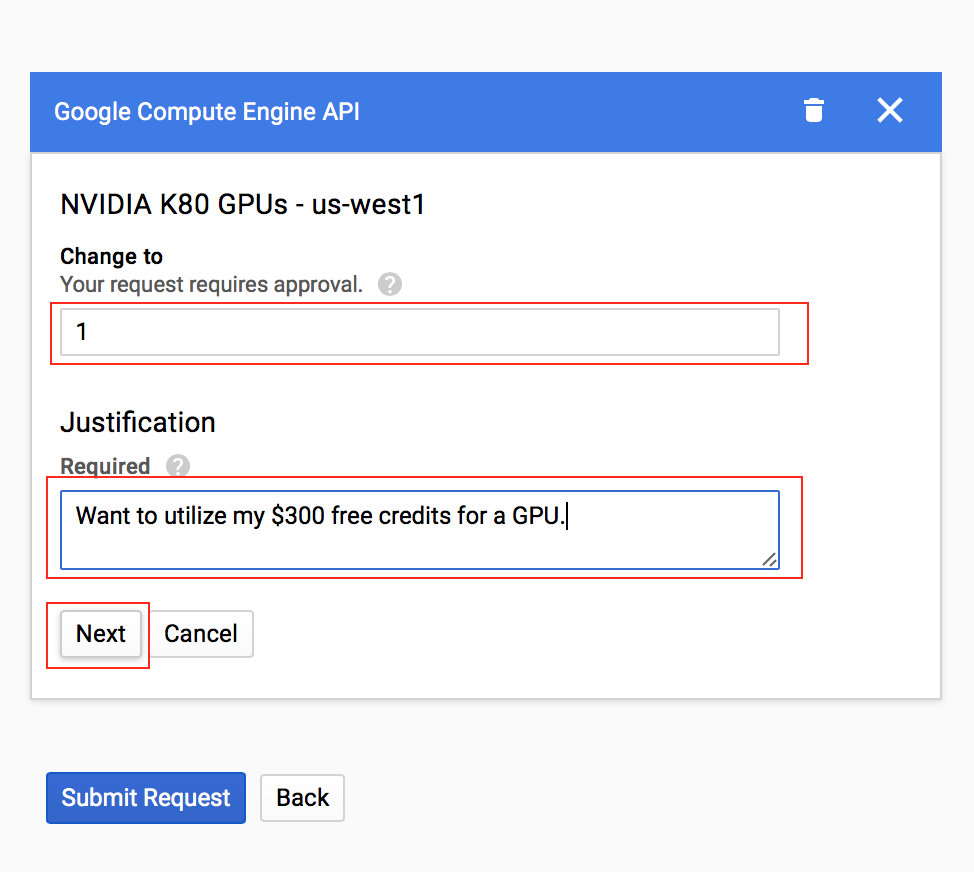 Google Compute Engine API
NVIDIA K80 GPUs - us-west1
Change to
Your request requires approval. ?
1
Justification
Required ?
Want to utilize my $300 free credits for a GPU.
Next Cancel
Submit Request Back